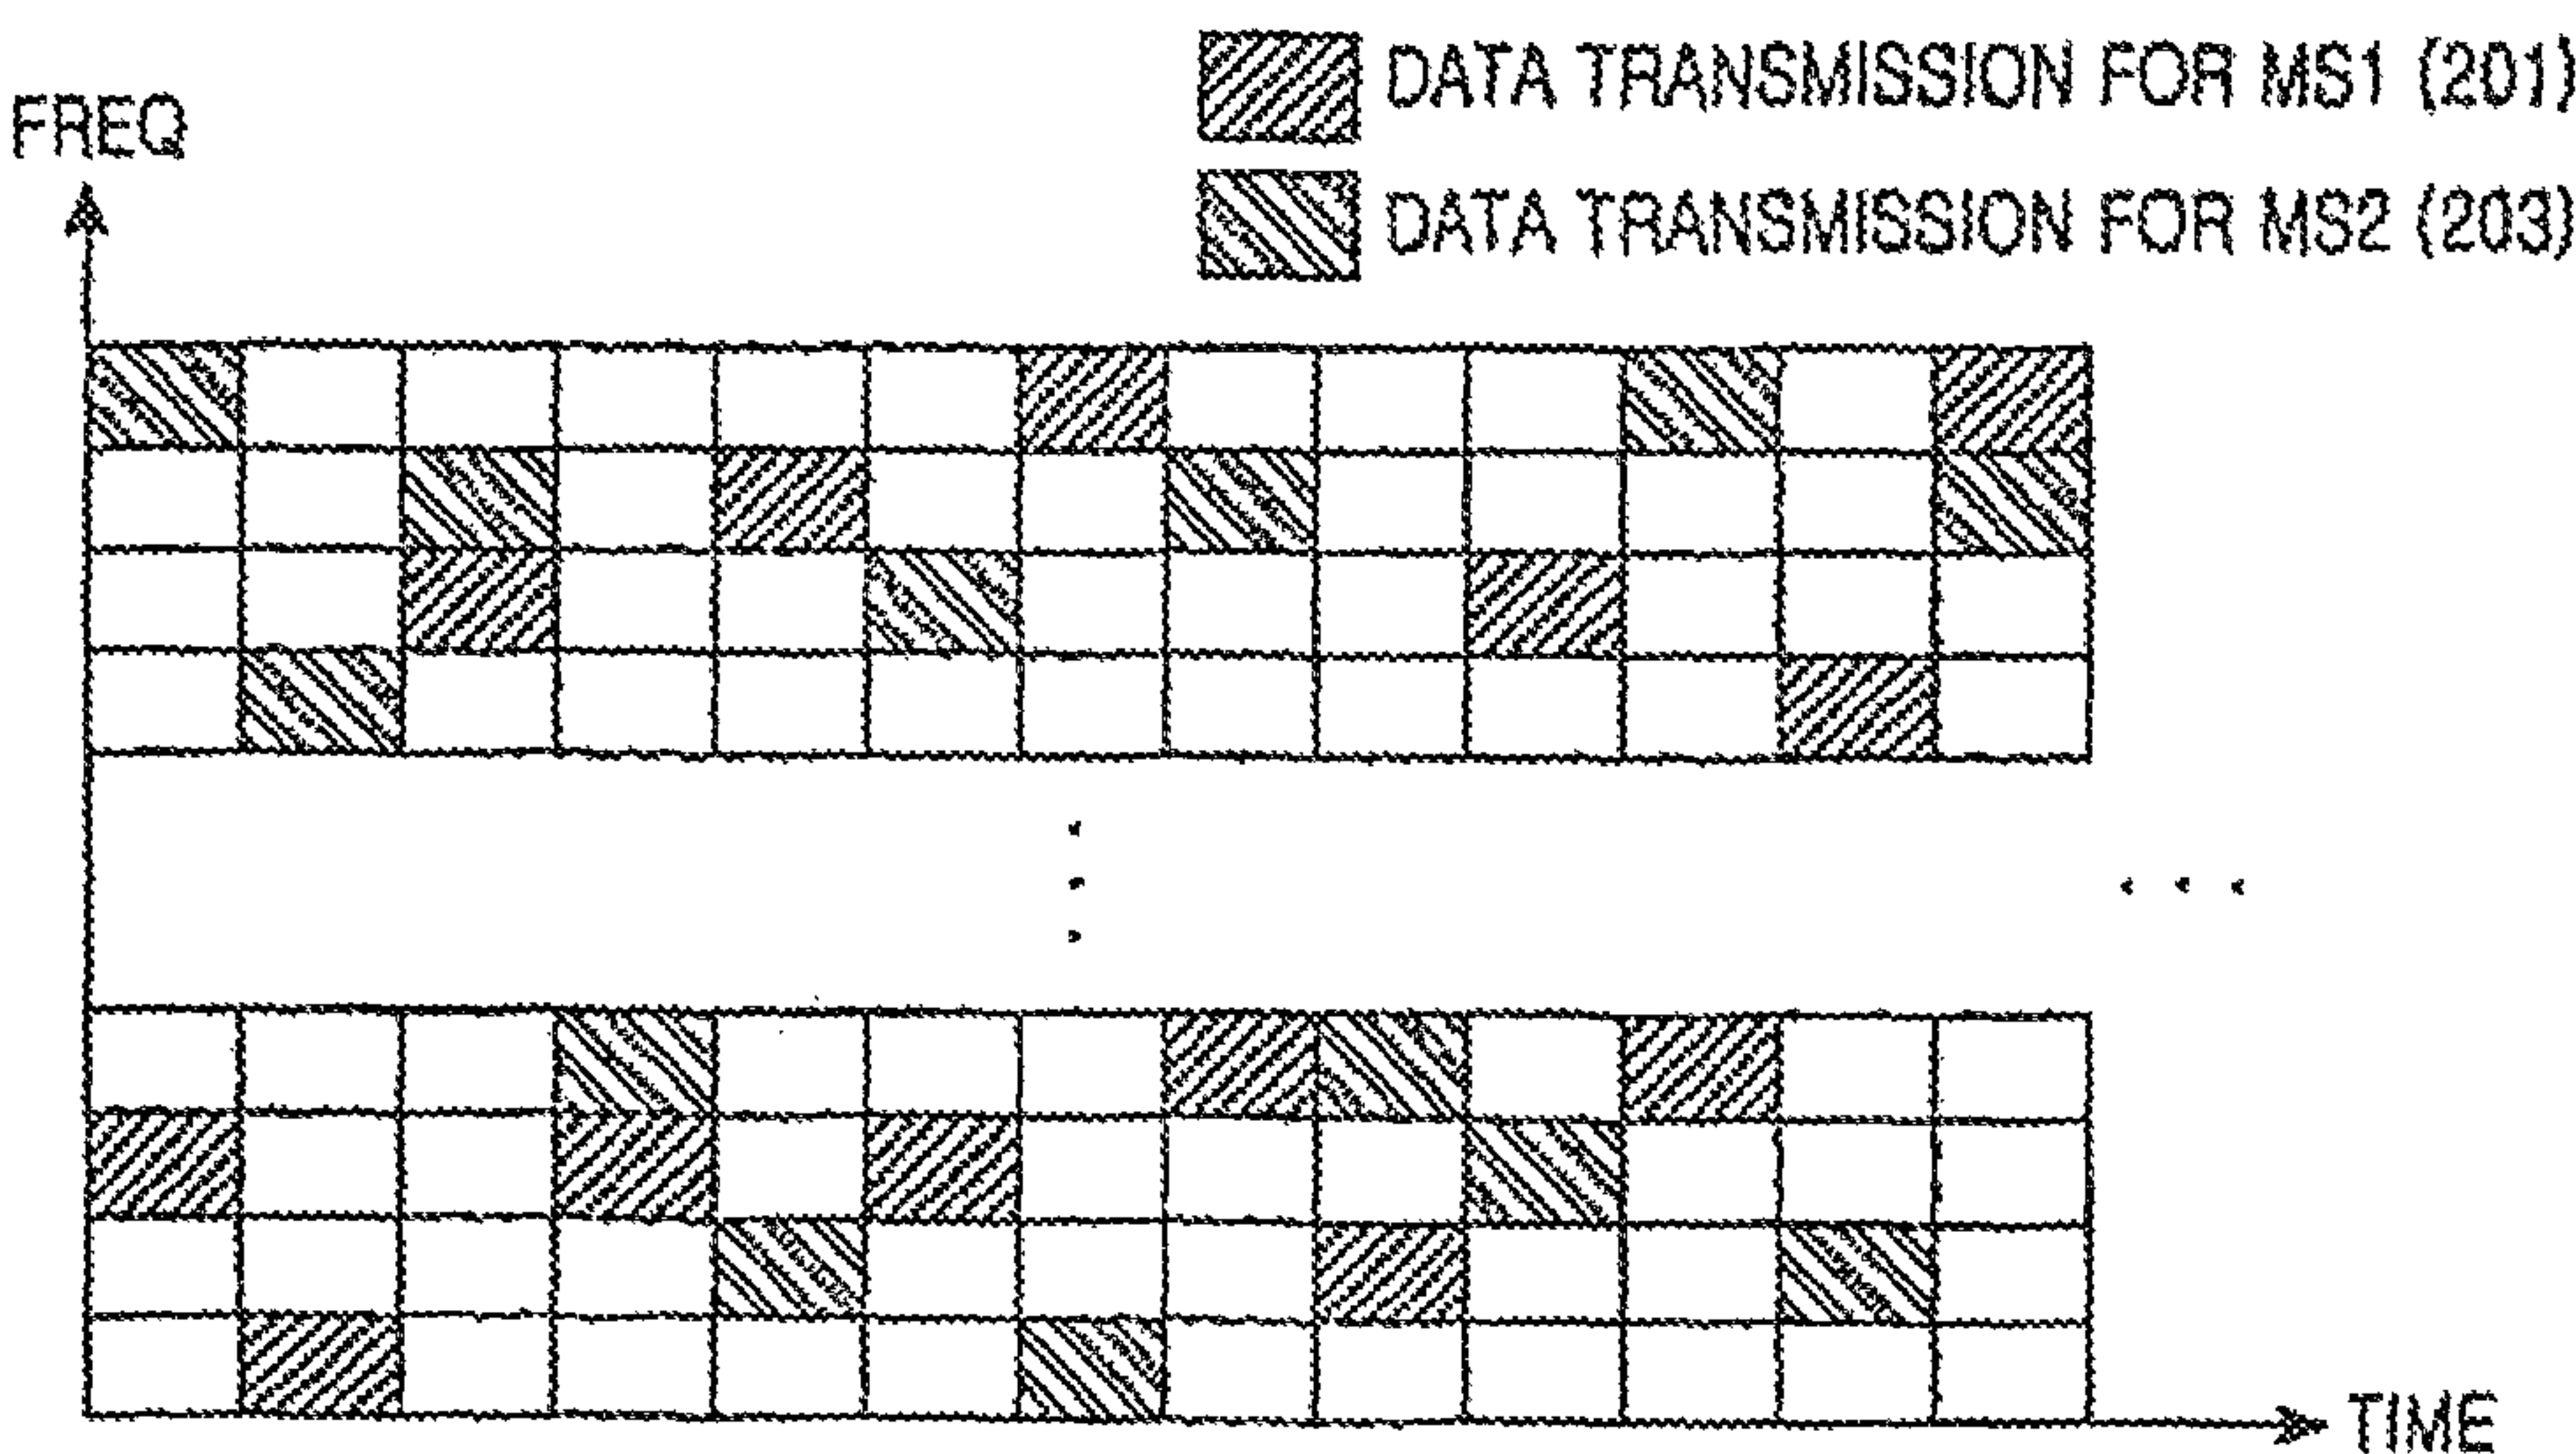 DATA TRANSMISSION FOR MS1 (201)
FREQ
DATA TRANSMISSION FOR MS2 (203)
TIME